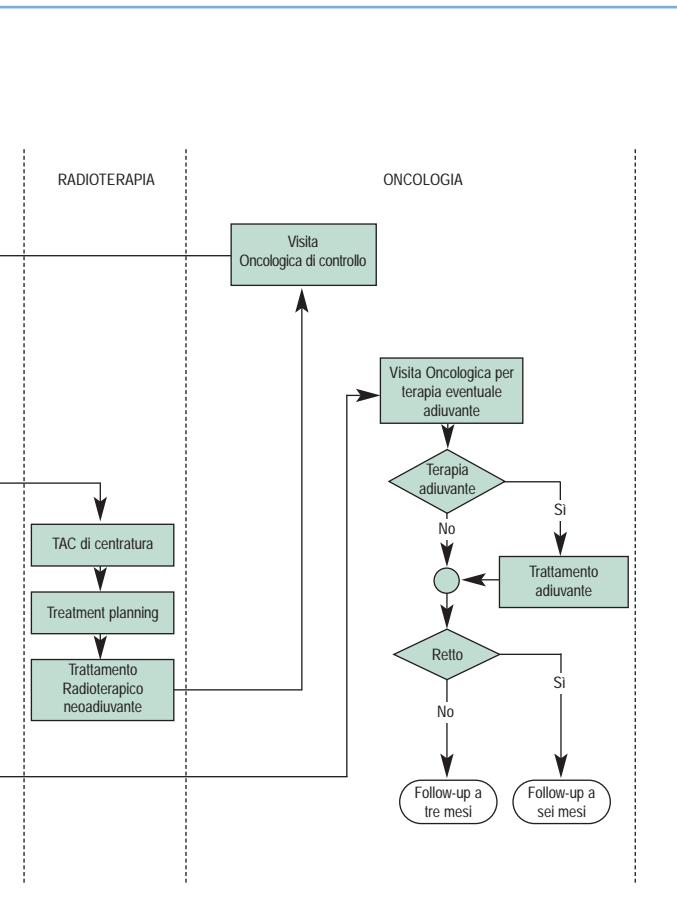 RADIOTERAPIA
ONCOLOGIA
Visita
Oncologica di controllo
Visita Oncologica per
terapia eventuale
adiuvante
Terapia
adiuvante
Sì
No
TAC di centratura
Trattamento
adiuvante
Treatment planning
Retto
Trattamento
Radioterapico
neoadiuvante
Sì
No
Follow-up a
tre mesi
Follow-up a
sei mesi